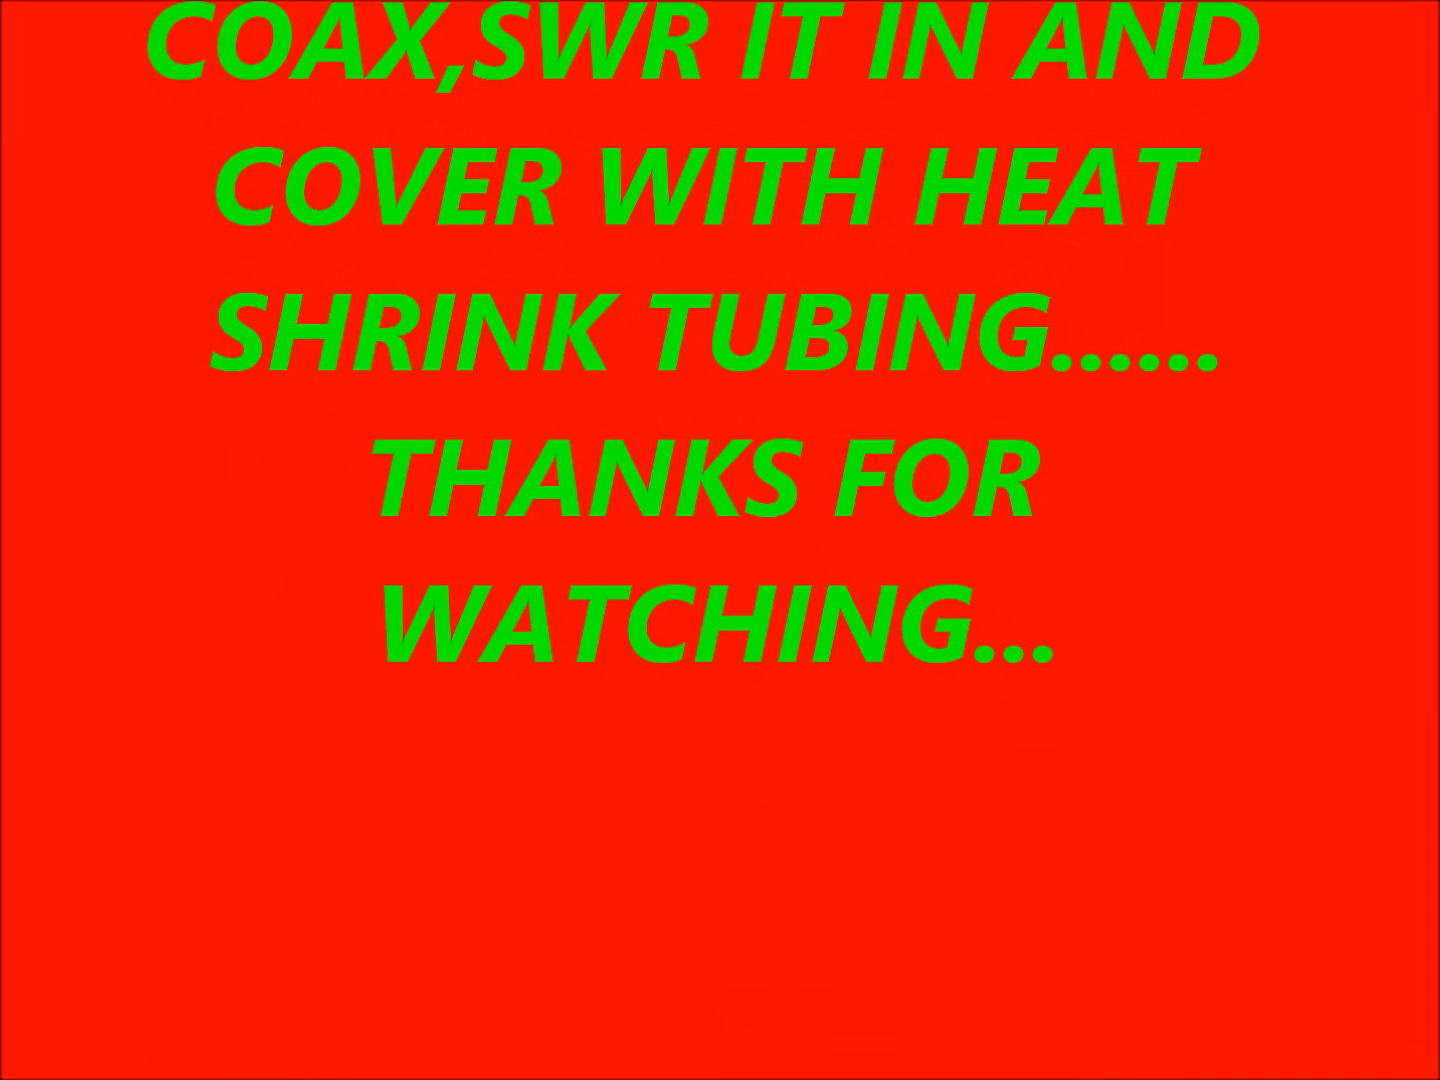 COAX,SWR IT IN AND
COVER WITH HEAT
SHRINK TUBING......
THANKS FOR
WATCHING...